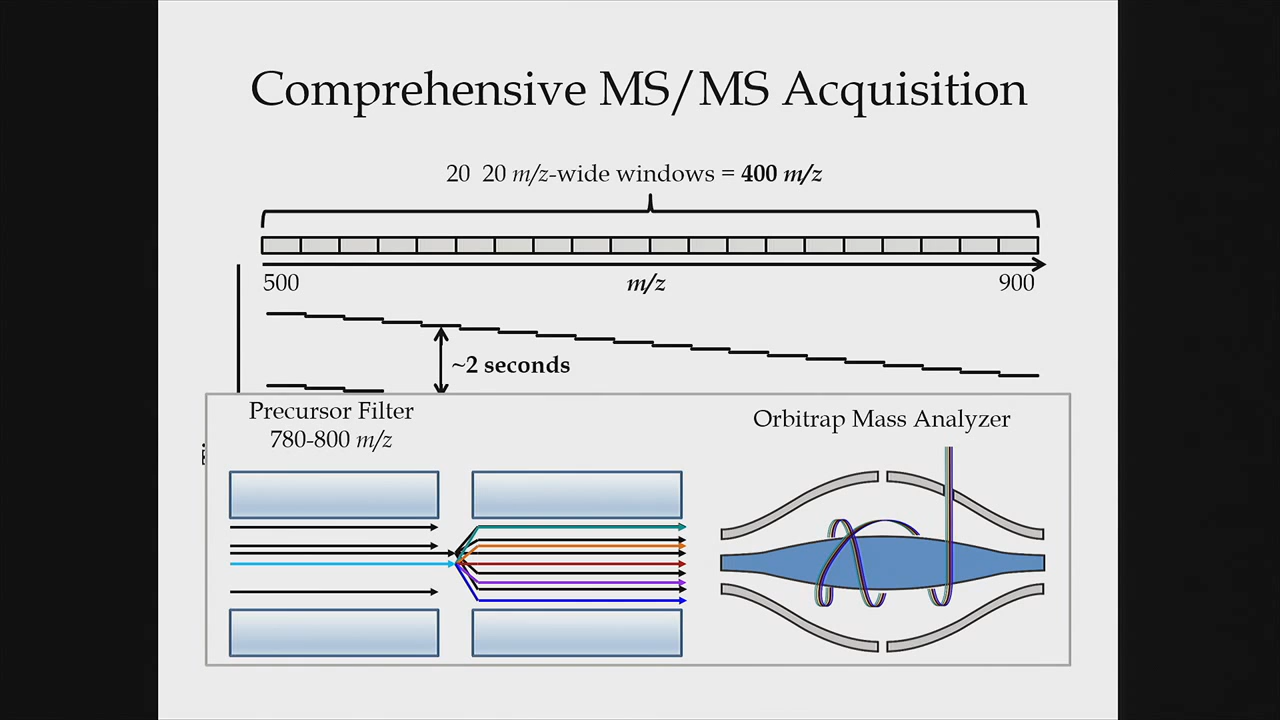 Comprehensive MS/MS Acquisition
20 20 m/z-wide windows = 400 m/z
500 m/z 900
~2 seconds
Precursor Filter
780-800 m/z
Orbitrap Mass Analyzer